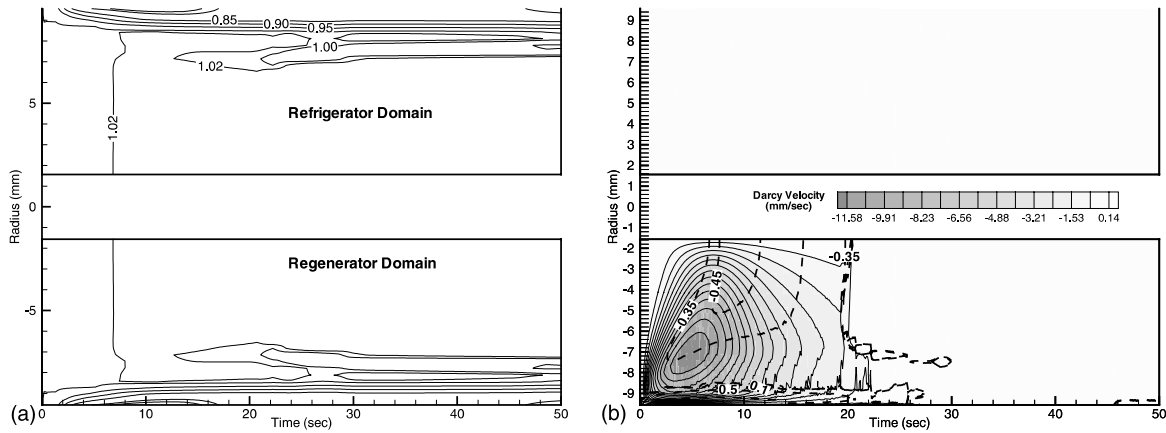 0.85
0.90
0.95
1.00
1.02
1.02
5
0
-5
Refrigerator Domain
Regenerator Domain
Radius (mm)
(a)
0 10 20 30 40 50
Time (sec)
9
8
7
6
5
4
3
2
1
0
-1
-2
-3
-4
-5
-6
-7
-8
-9
Radius (mm)
Darcy Velocity
(mm/sec)
-11.58 -9.91 -8.23 -6.56 -4.88 -3.21 -1.53 0.14
-0.35
-0.45
-0.35
-0.5
(b)
0 10 20 30 40 50
Time (sec)